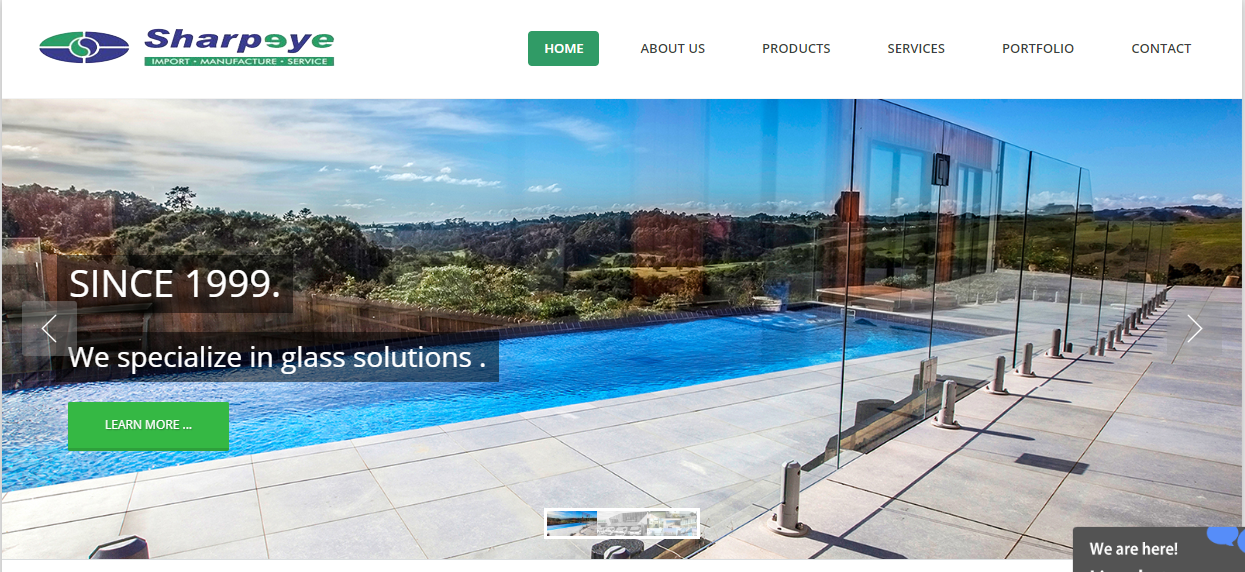 Sharpeye
IMPORT • MANUFACTURE • SERVICE
HOME
ABOUT US
PRODUCTS
SERVICES
PORTFOLIO
CONTACT
SINCE 1999.
We specialize in glass solutions .
LEARN MORE ...
We are here!